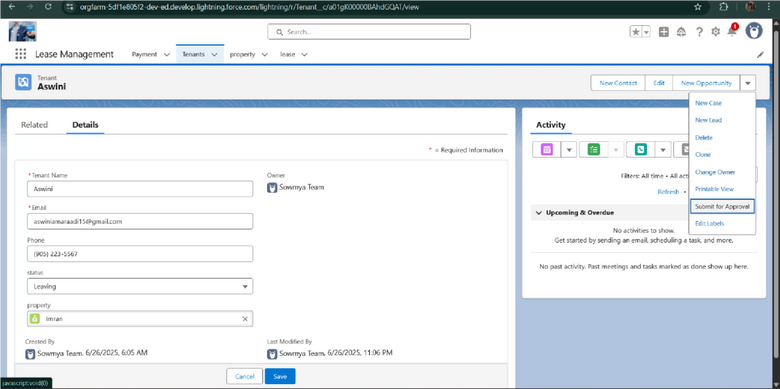 orgfarm-5df1e805f2-dev-ed.develop.lightning.force.com/lightning/r/Tenant__c/a01gK00000BAhdGQAT/view
Search...
1
Lease Management Payment Tenants property lease
Tenant
Aswini
New Contact Edit New Opportunity
New Case
New Lead
Delete
Clone
Change Owner
Printable View
Submit for Approval
Edit Labels
Related Details
* = Required Information
*Tenant Name
Aswini
Owner
Sowmya Team
*Email
aswiniamaraadi15@gmail.com
Phone
(905) 223-5567
status
Leaving
property
Imran
Created By
Sowmya Team, 6/26/2025, 6:05 AM
Last Modified By
Sowmya Team, 6/26/2025, 11:06 PM
Cancel Save
Activity
Filters: All time • All
Refresh •
Upcoming & Overdue
No activities to show.
Get started by sending an email, scheduling a task, and more.
No past activity. Past meetings and tasks marked as done show up here.
javascript:void(0)